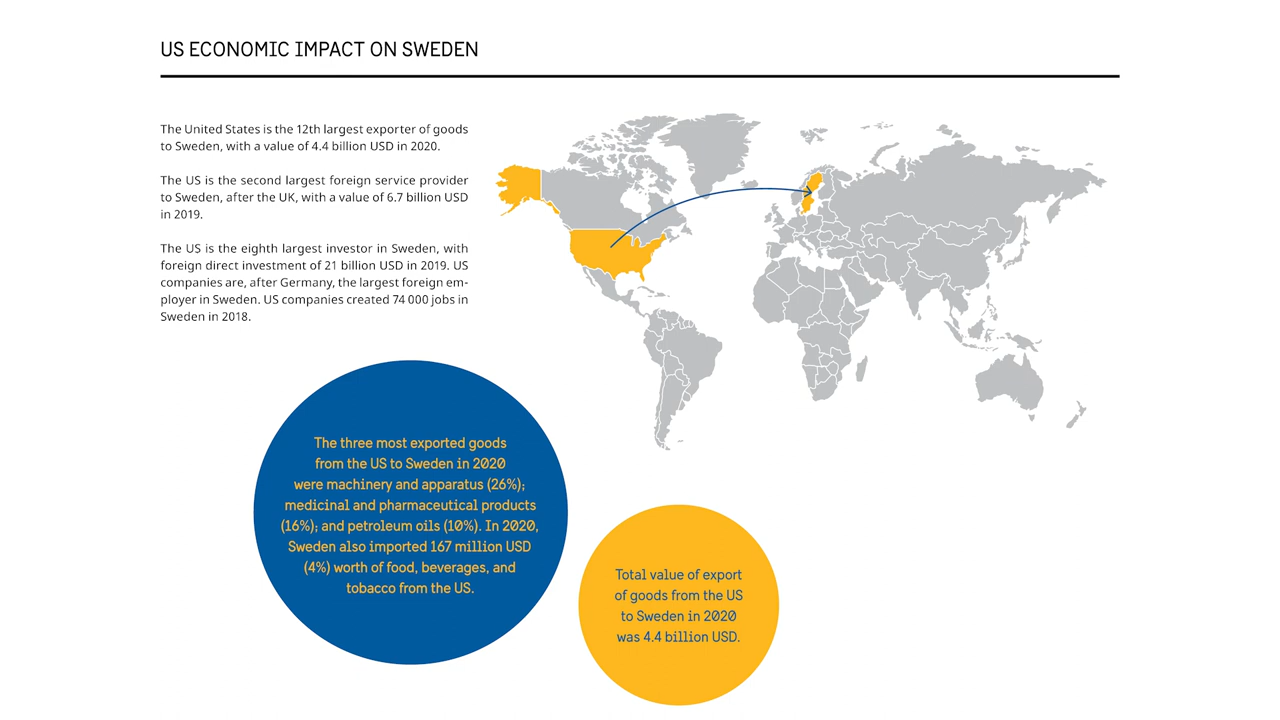 US ECONOMIC IMPACT ON SWEDEN
The United States is the 12th largest exporter of goods
to Sweden, with a value of 4.4 billion USD in 2020.
The US is the second largest foreign service provider
to Sweden, after the UK, with a value of 6.7 billion USD
in 2019.
The US is the eighth largest investor in Sweden, with
foreign direct investment of 21 billion USD in 2019. US
companies are, after Germany, the largest foreign em-
ployer in Sweden. US companies created 74 000 jobs in
Sweden in 2018.
The three most exported goods
from the US to Sweden in 2020
were machinery and apparatus (26%);
medicinal and pharmaceutical products
(16%); and petroleum oils (10%). In 2020,
Sweden also imported 167 million USD
(4%) worth of food, beverages, and
tobacco from the US.
Total value of export
of goods from the US
to Sweden in 2020
was 4.4 billion USD.